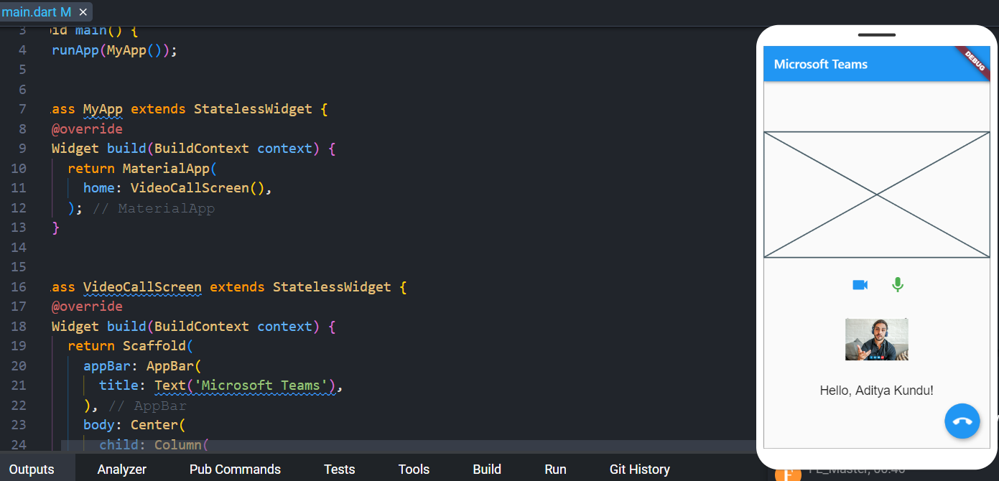 main.dart M ×
3 id main() {
4 runApp(MyApp());
5
6
7 ass MyApp extends StatelessWidget {
8 @override
9 Widget build(BuildContext context) {
10 return MaterialApp(
11 home: VideoCallScreen(),
12 ); // MaterialApp
13 }
14
15
16 ass VideoCallScreen extends StatelessWidget {
17 @override
18 Widget build(BuildContext context) {
19 return Scaffold(
20 appBar: AppBar(
21 title: Text('Microsoft Teams'),
22 ), // AppBar
23 body: Center(
24 child: Column(
Outputs Analyzer Pub Commands Tests Tools Build Run Git History
Microsoft Teams
DEBUG
Hello, Aditya Kundu!